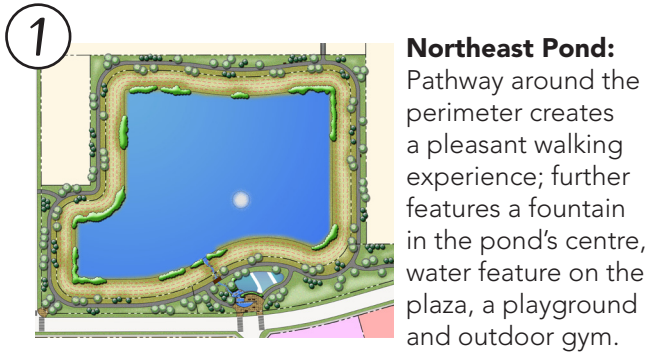 1
Northeast Pond:
Pathway around the
perimeter creates
a pleasant walking
experience; further
features a fountain
in the pond's centre,
water feature on the
plaza, a playground
and outdoor gym.